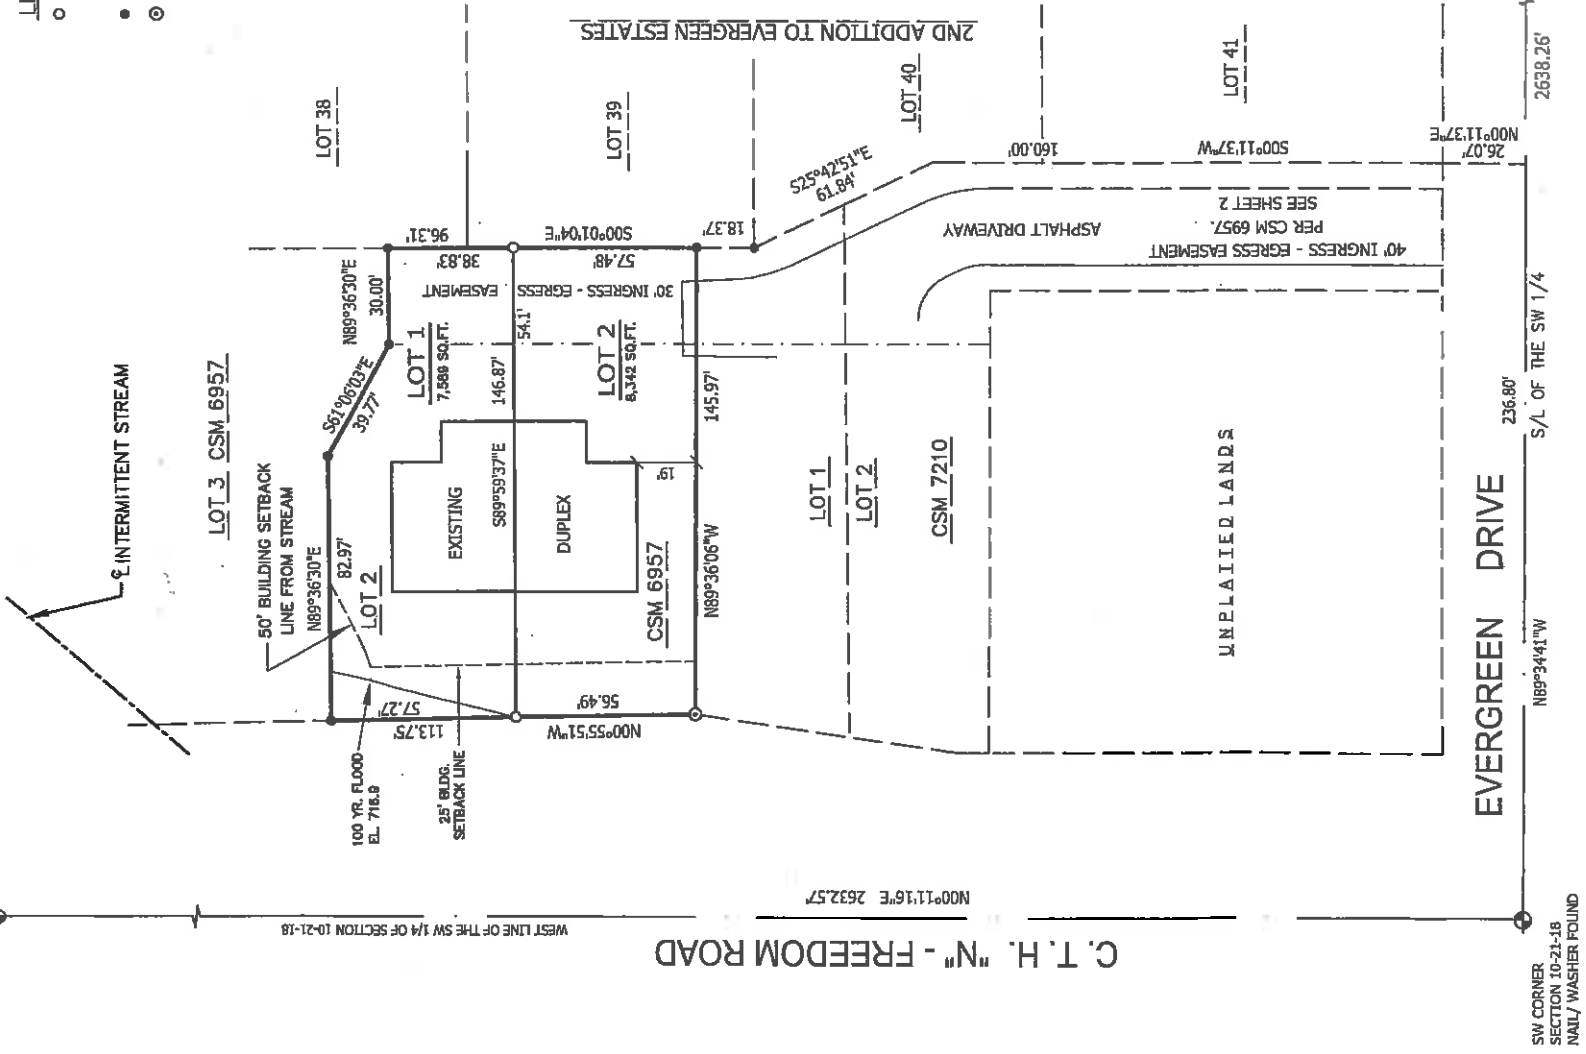 2ND ADDITION TO EVERGEEN ESTATES
LOT 38
LOT 39
LOT 40
LOT 41
2638.26'
N00°11'37"E
26.07'
S00°11'37"W
160.00'
S25°42'51"E
61.84'
18.37'
S00°01'04"E
57.48'
96.31'
38.83'
N89°36'30"E
30.00'
S61°06'03"E
39.77'
30' INGRESS - EGRESS EASEMENT
ASPHALT DRIVEWAY
40' INGRESS - EGRESS EASEMENT
PER CSM 6957.
SEE SHEET 2
INTERMITTENT STREAM
LOT 3 CSM 6957
50' BUILDING SETBACK
LINE FROM STREAM
N89°36'30"E
82.97'
LOT 1
7,589 SQ.FT.
LOT 2
8,342 SQ.FT.
54.1'
146.87'
S89°59'37"E
145.97'
N89°36'06"W
EXISTING
DUPLEX
19'
LOT 2
CSM 6957
LOT 1
LOT 2
CSM 7210
UNPLATTED LANDS
57.27'
113.75'
56.49'
N00°55'51"W
100 YR. FLOOD
EL. 716.9
25' BLDG.
SETBACK LINE
EVERGREEN DRIVE
236.80'
S/L OF THE SW 1/4
N89°34'41"W
N00°11'16"E 2632.57'
WEST LINE OF THE SW 1/4 OF SECTION 10-21-18
C.T.H. "N" - FREEDOM ROAD
SW CORNER
SECTION 10-21-18
NAIL/ WASHER FOUND